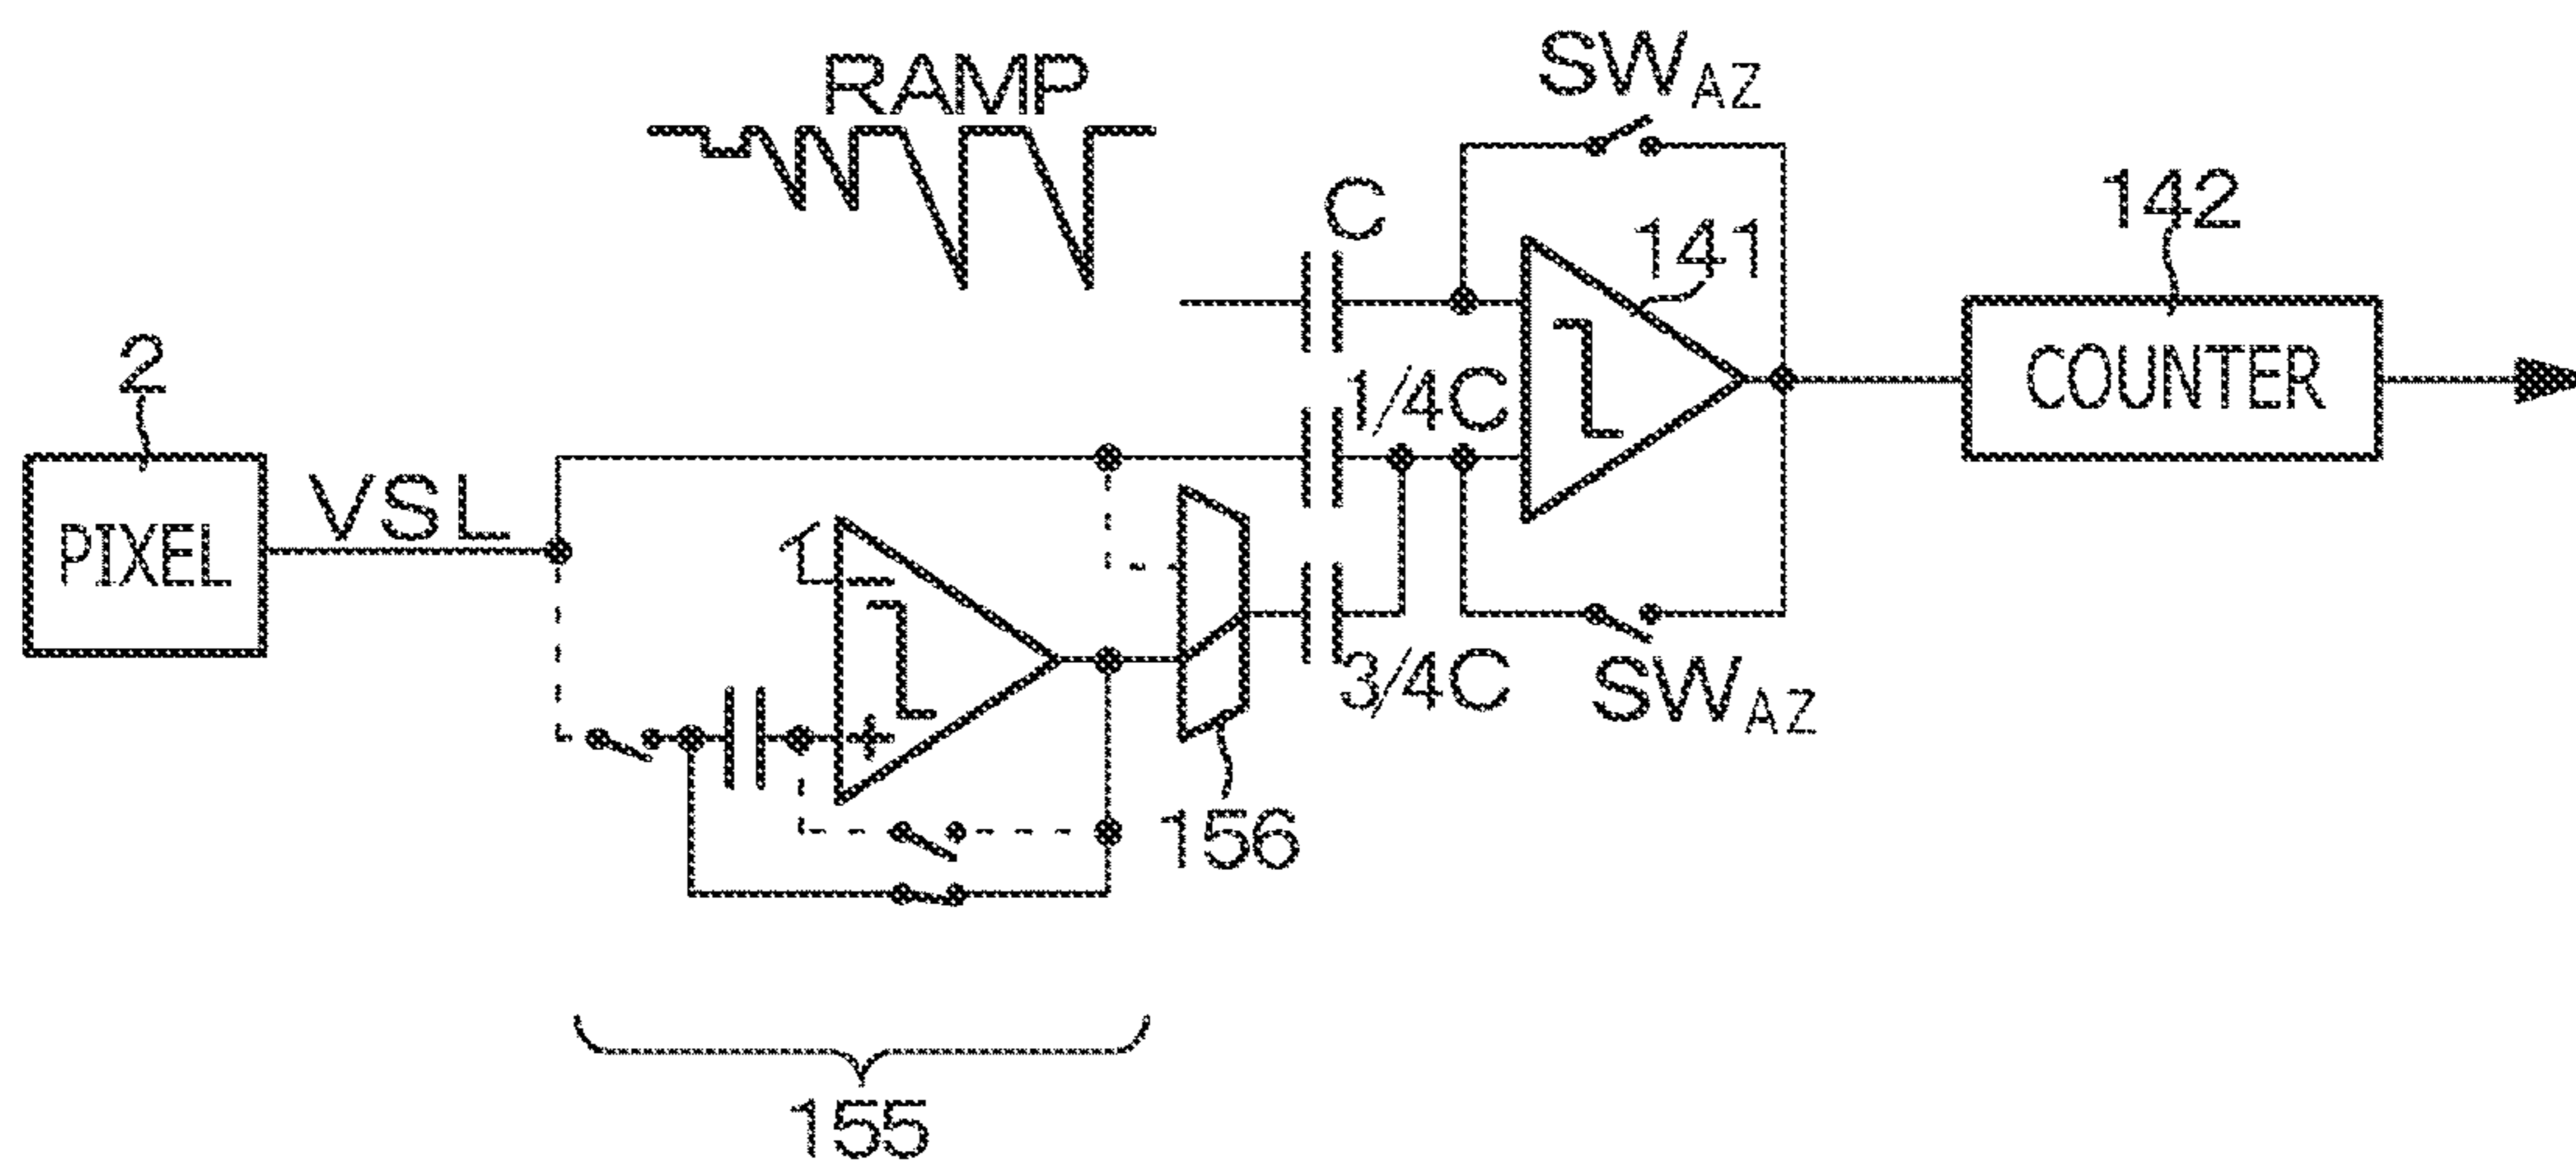 RAMP
SWAZ
C
141
142
2
1/4C
COUNTER
PIXEL
VSL
3/4C
SWAZ
+
156
155